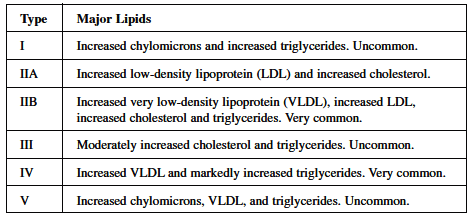 Type Major Lipids
I Increased chylomicrons and increased triglycerides. Uncommon.
IIA Increased low-density lipoprotein (LDL) and increased cholesterol.
IIB Increased very low-density lipoprotein (VLDL), increased LDL,
increased cholesterol and triglycerides. Very common.
III Moderately increased cholesterol and triglycerides. Uncommon.
IV Increased VLDL and markedly increased triglycerides. Very common.
V Increased chylomicrons, VLDL, and triglycerides. Uncommon.